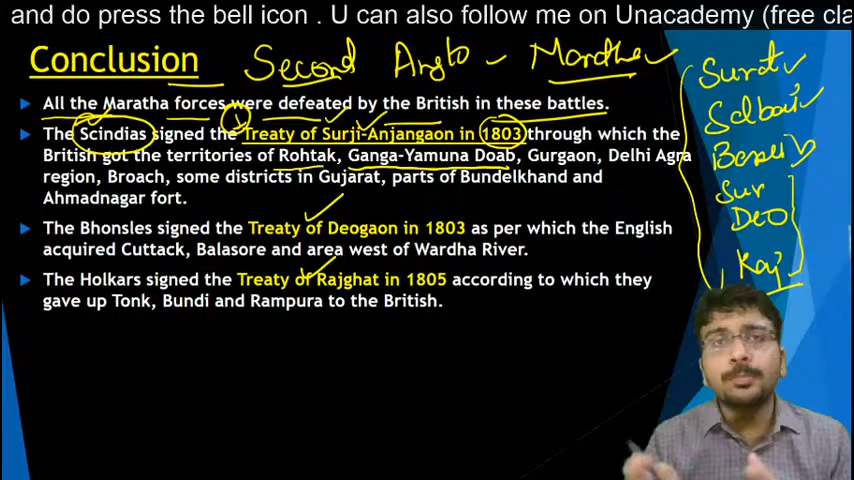 and do press the bell icon . U can also follow me on Unacademy (free cla
Conclusion Second Anglo - Maratha
All the Maratha forces were defeated by the British in these battles.
The Scindias signed the Treaty of Surji-Anjangaon in 1803 through which the
British got the territories of Rohtak, Ganga-Yamuna Doab, Gurgaon, Delhi Agra
region, Broach, some districts in Gujarat, parts of Bundelkhand and
Ahmadnagar fort.
The Bhonsles signed the Treaty of Deogaon in 1803 as per which the English
acquired Cuttack, Balasore and area west of Wardha River.
The Holkars signed the Treaty of Rajghat in 1805 according to which they
gave up Tonk, Bundi and Rampura to the British.
Surat
Salbai
Bassei
Sur
DEO
Raj